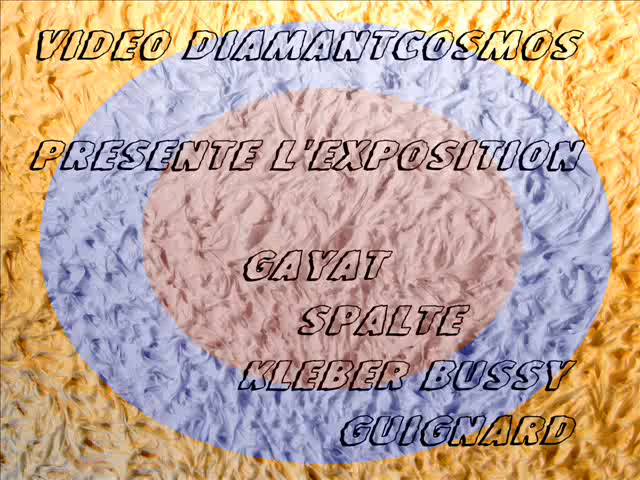 VIDEO DIAMANTCOSMOS
PRESENTE L'EXPOSITION
GAYAT
SPALTE
KLEBER BUSSY
GUIGNARD